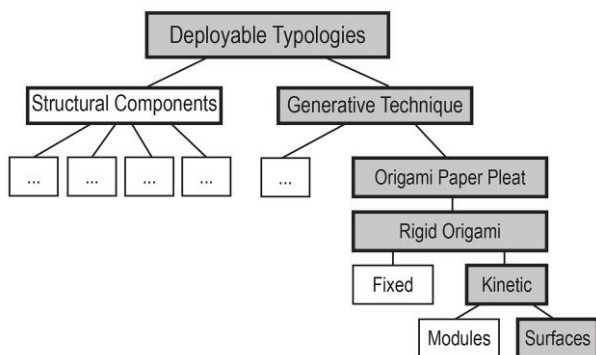 Deployable Typologies
Structural Components
Generative Technique
...
...
...
...
...
Origami Paper Pleat
Rigid Origami
Fixed
Kinetic
Modules
Surfaces